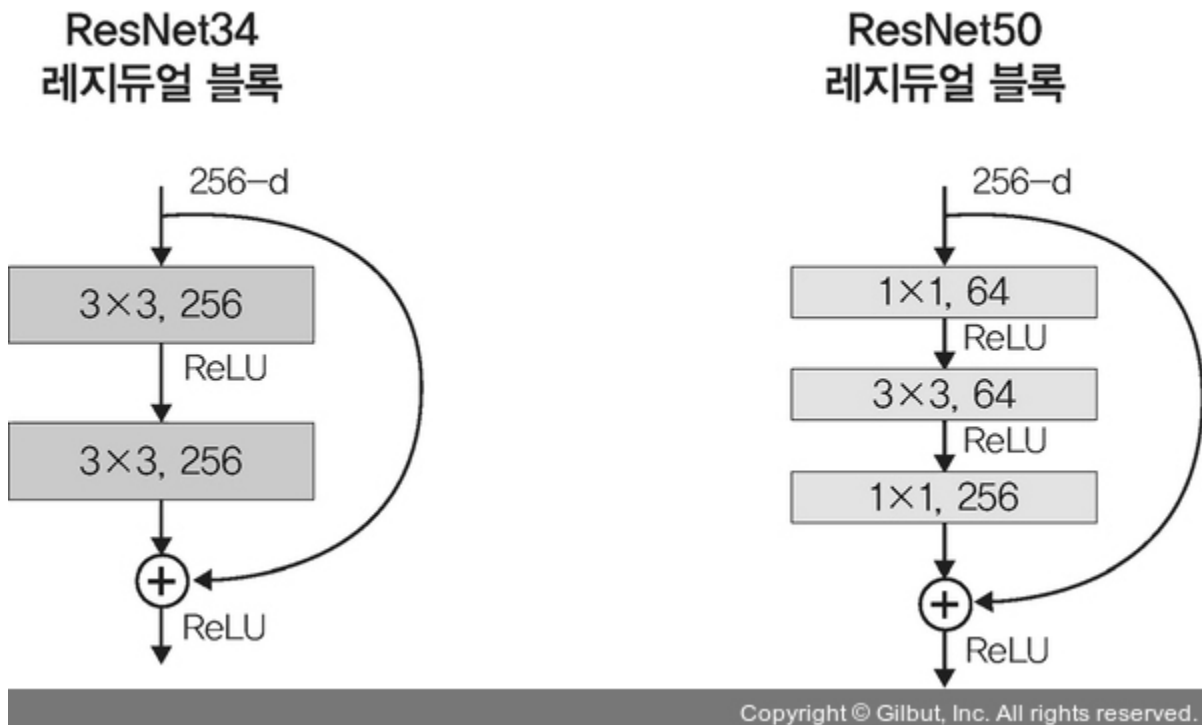 ResNet34
레지듀얼 블록
256-d
3×3, 256
ReLU
3×3, 256
+
ReLU
ResNet50
레지듀얼 블록
256-d
1×1, 64
ReLU
3×3, 64
ReLU
1×1, 256
+
ReLU
Copyright © Gilbut, Inc. All rights reserved.